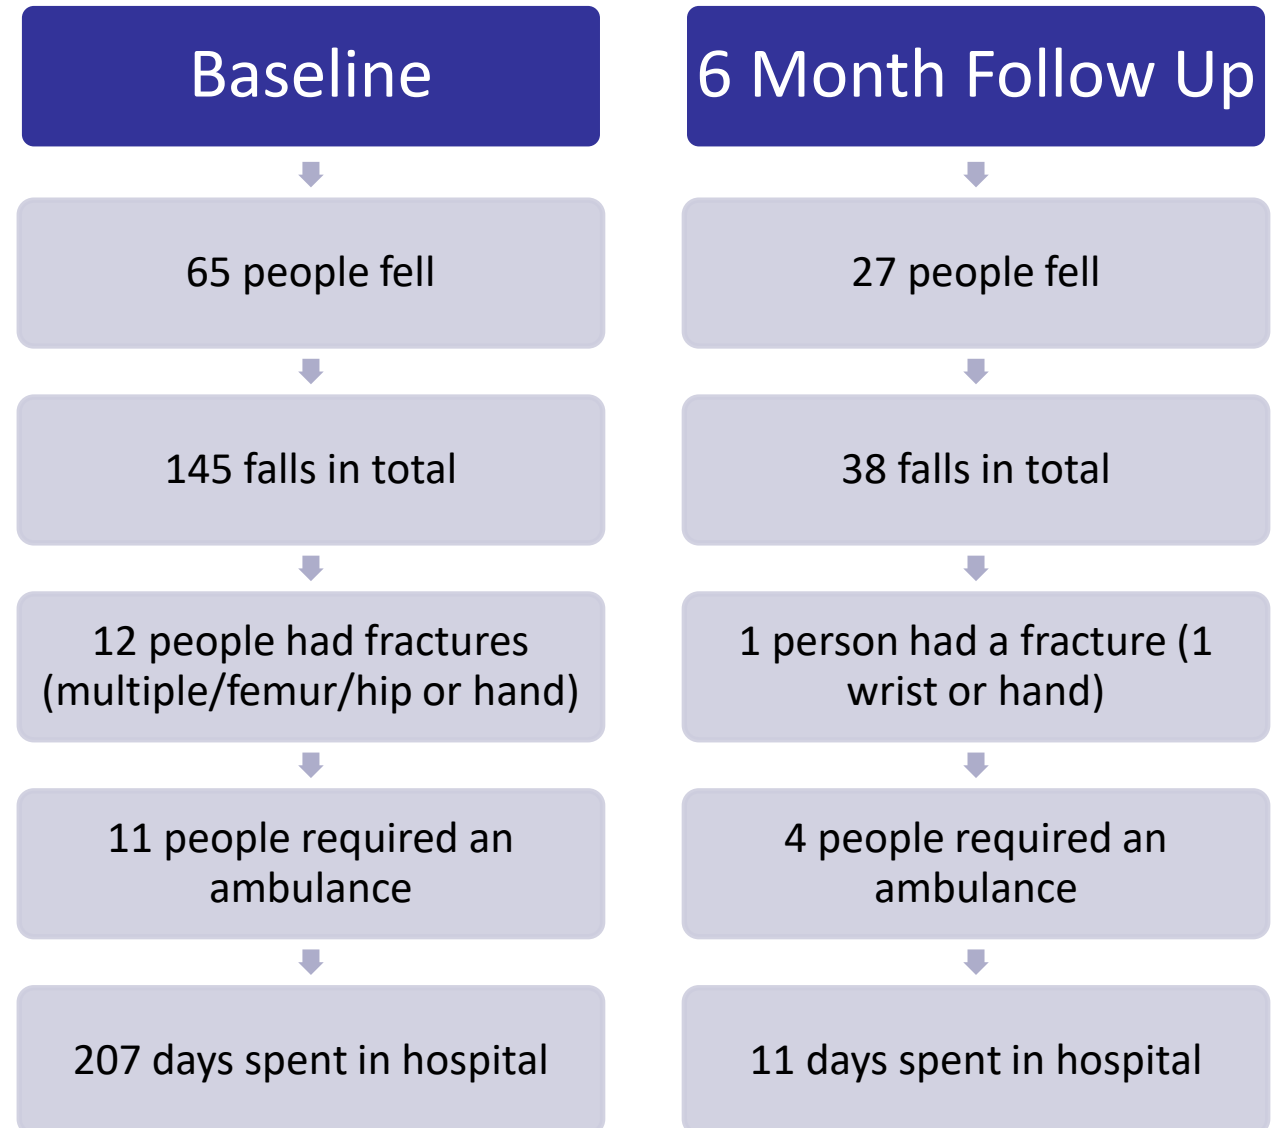 Baseline
65 people fell
145 falls in total
12 people had fractures
(multiple/femur/hip or hand)
11 people required an
ambulance
207 days spent in hospital
6 Month Follow Up
27 people fell
38 falls in total
1 person had a fracture (1
wrist or hand)
4 people required an
ambulance
11 days spent in hospital